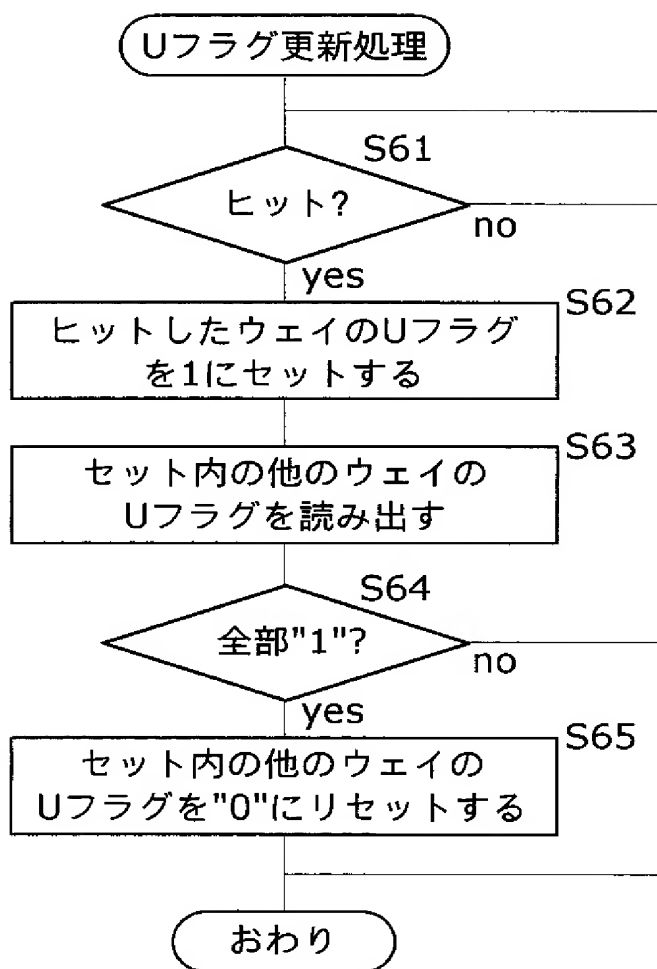 Uフラグ更新処理
S61
ヒット?
no
yes
S62
ヒットしたウェイのUフラグ
を1にセットする
S63
セット内の他のウェイの
Uフラグを読み出す
S64
全部"1"?
no
yes
S65
セット内の他のウェイの
Uフラグを"0"にリセットする
おわり